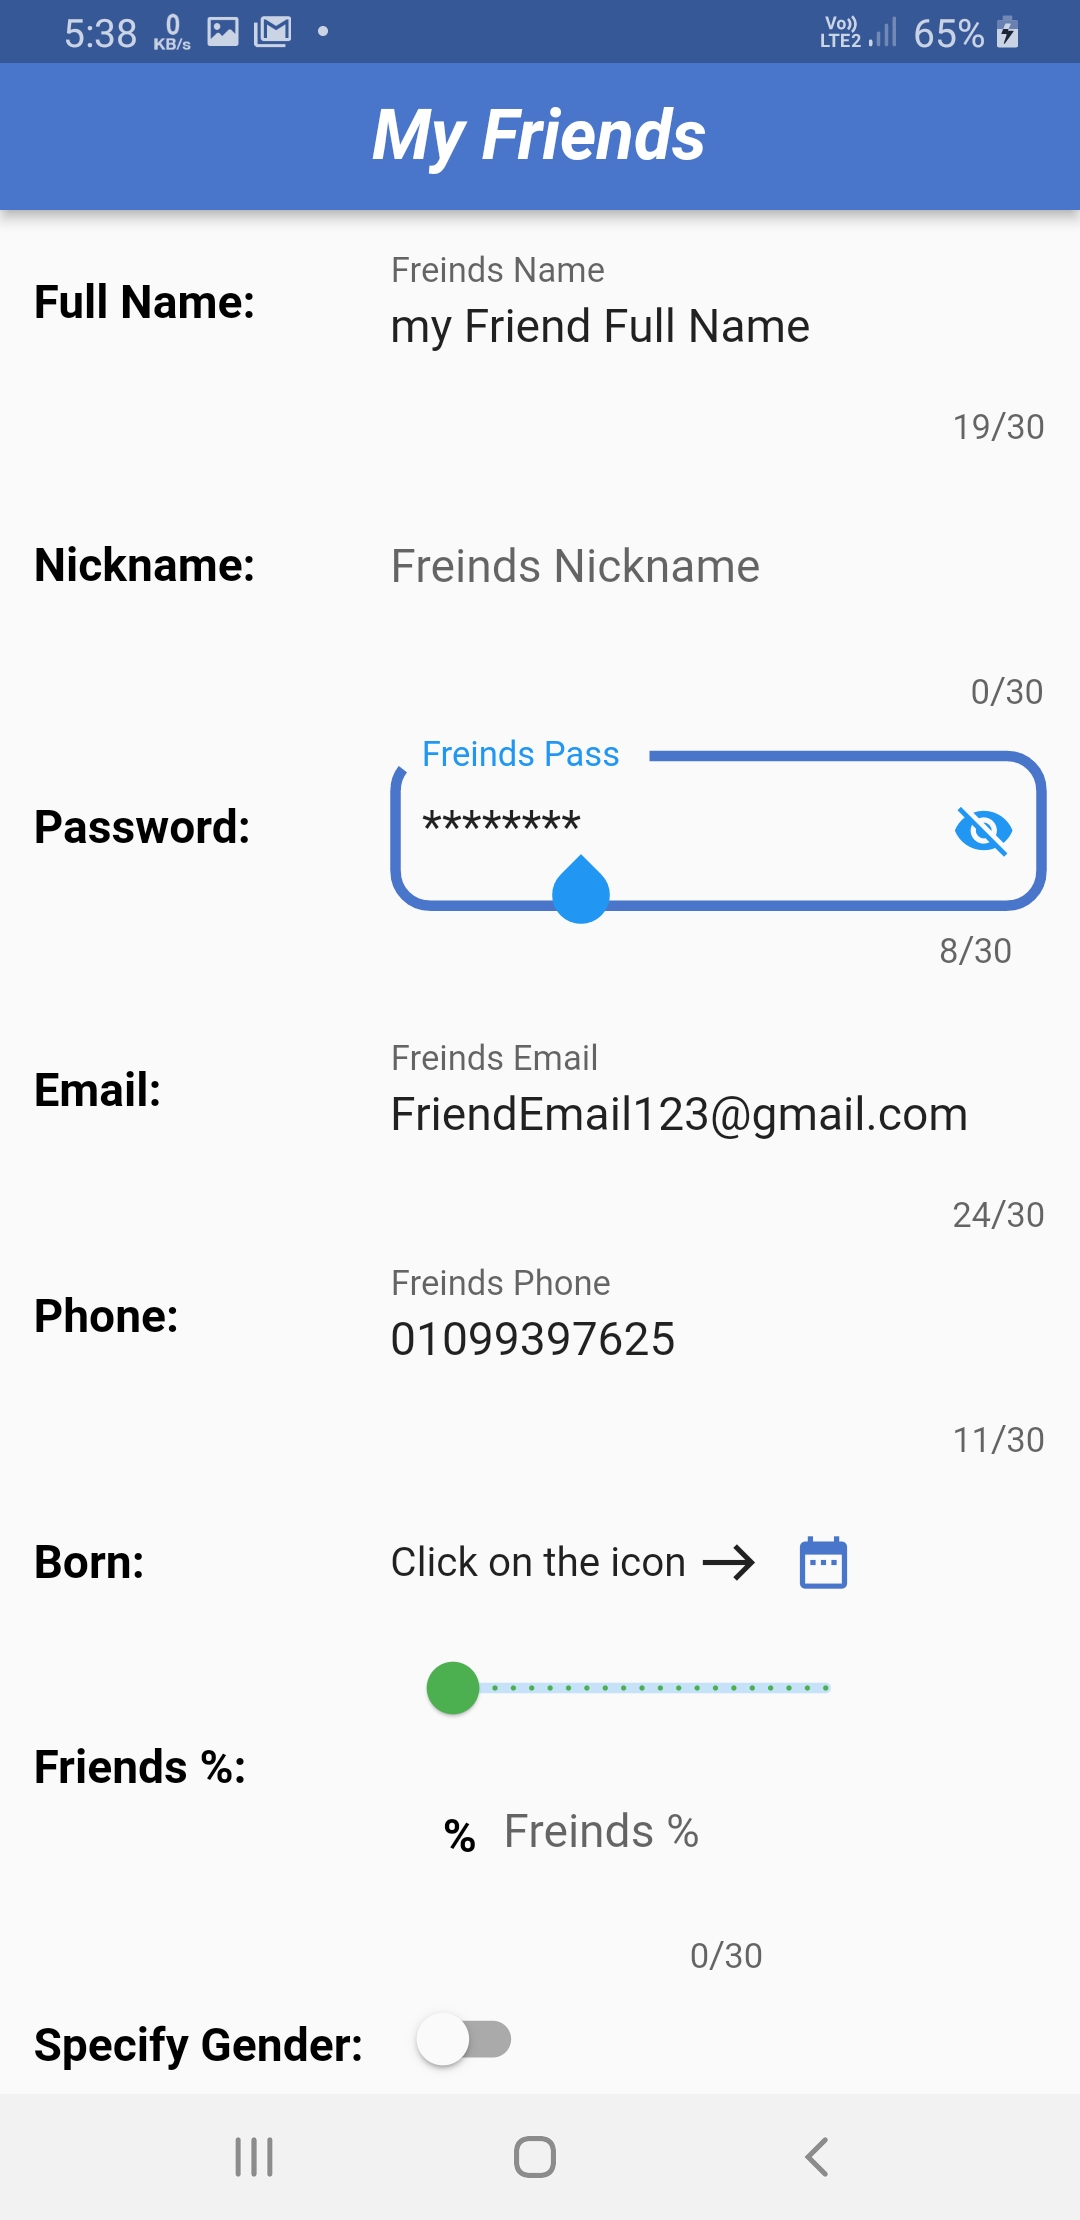 5:38 0 KB/s Vo)) LTE2 65%
My Friends
Full Name:
Freinds Name
my Friend Full Name
19/30
Nickname:
Freinds Nickname
0/30
Password:
Freinds Pass
********
8/30
Email:
Freinds Email
FriendEmail123@gmail.com
24/30
Phone:
Freinds Phone
01099397625
11/30
Born:
Click on the icon →
Friends %:
% Freinds %
0/30
Specify Gender: